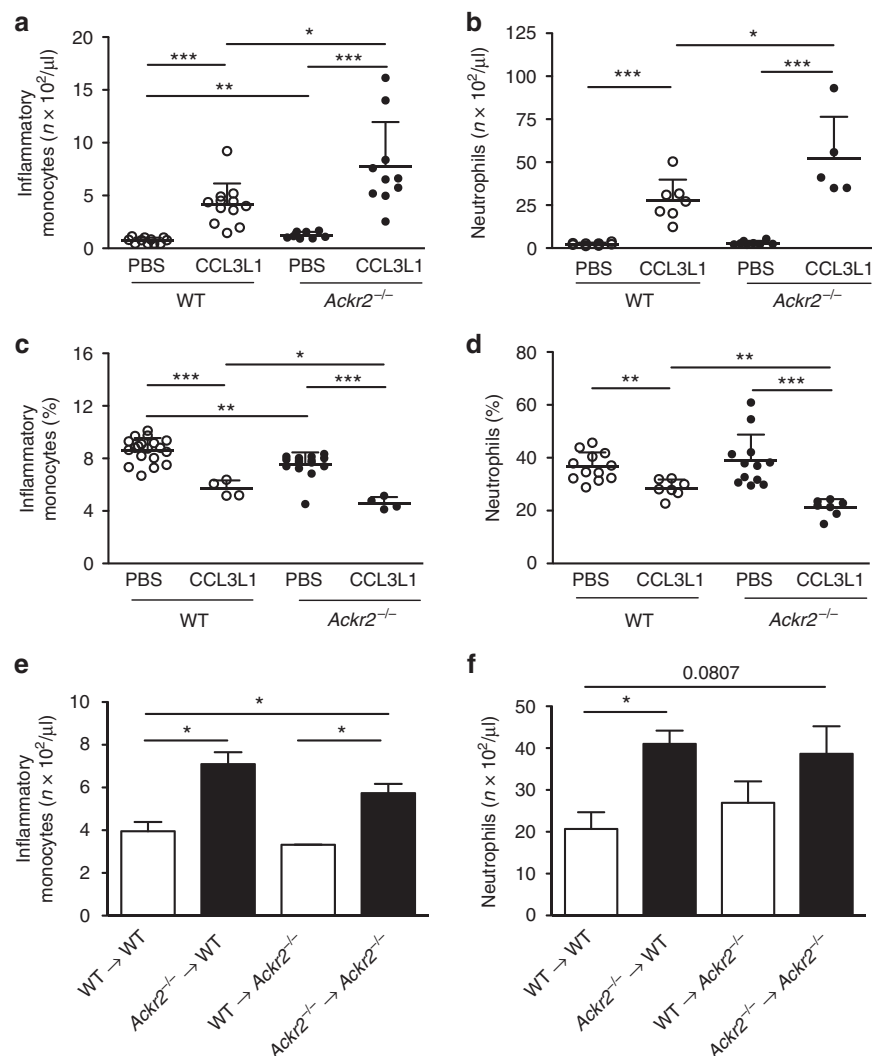 a
Inflammatory
monocytes (n × 10²/μl)
20
15
10
5
0
***
*
**
***
PBS CCL3L1 PBS CCL3L1
WT Ackr2⁻/⁻
b
Neutrophils (n × 10²/μl)
125
100
75
50
25
0
***
*
***
PBS CCL3L1 PBS CCL3L1
WT Ackr2⁻/⁻
c
Inflammatory
monocytes (%)
16
12
8
4
0
*
***
***
**
PBS CCL3L1 PBS CCL3L1
WT Ackr2⁻/⁻
d
Neutrophils (%)
80
60
40
20
0
**
**
***
PBS CCL3L1 PBS CCL3L1
WT Ackr2⁻/⁻
e
Inflammatory
monocytes (n × 10²/μl)
10
8
6
4
2
0
*
* *
WT → WT
Ackr2⁻/⁻ → WT
WT → Ackr2⁻/⁻
Ackr2⁻/⁻ → Ackr2⁻/⁻
f
Neutrophils (n × 10²/μl)
50
40
30
20
10
0
0.0807
*
WT → WT
Ackr2⁻/⁻ → WT
WT → Ackr2⁻/⁻
Ackr2⁻/⁻ → Ackr2⁻/⁻